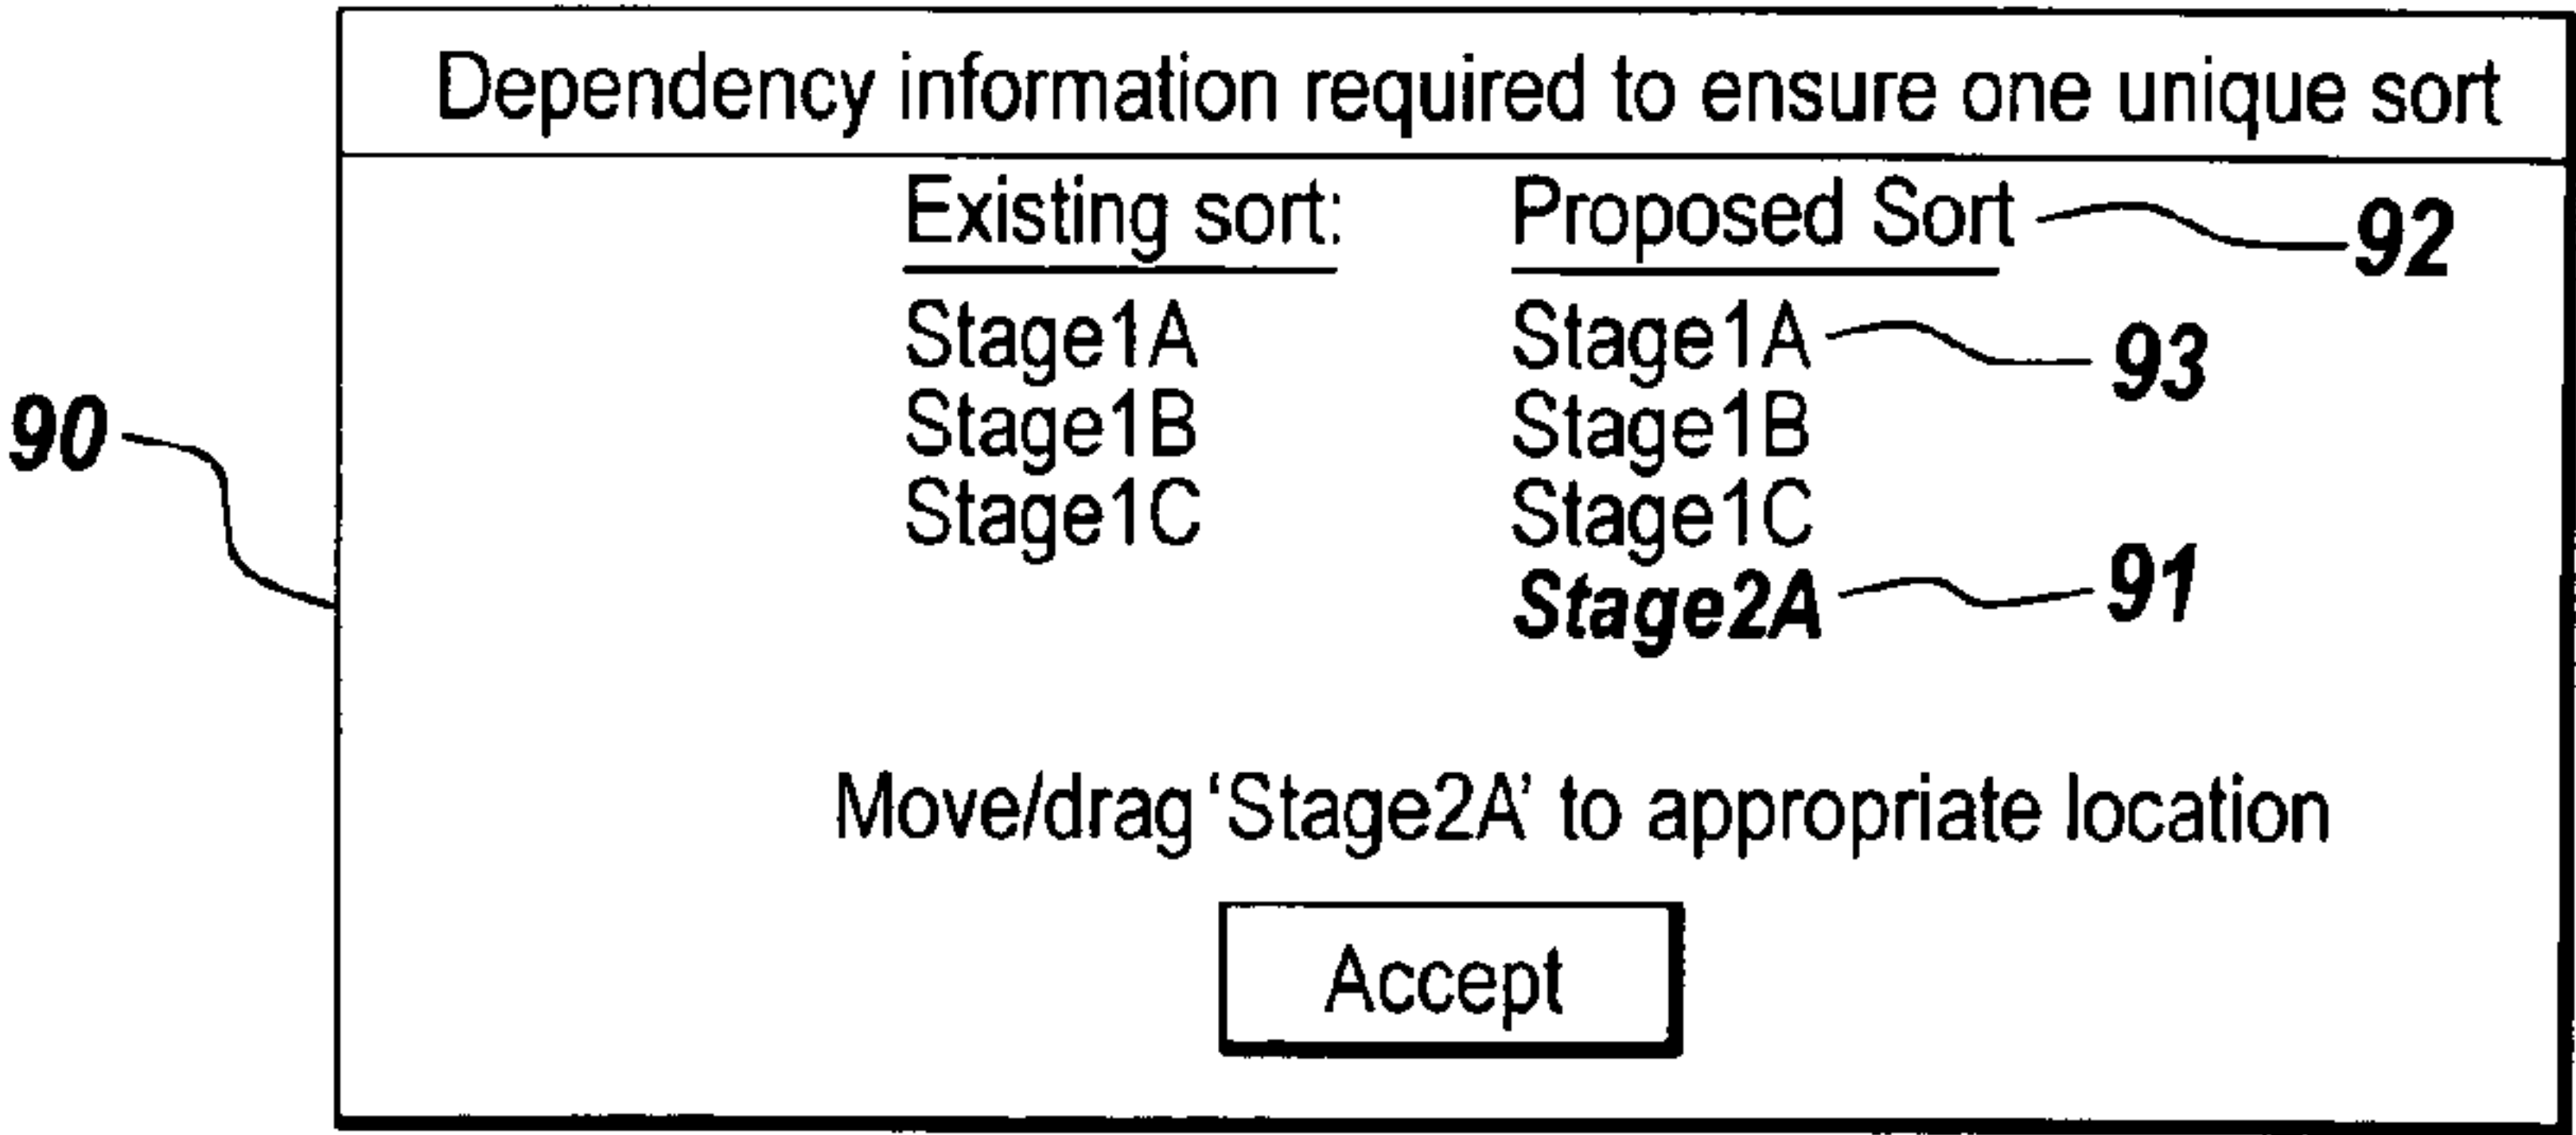 Dependency information required to ensure one unique sort
Existing sort: Proposed Sort 92
Stage1A Stage1A 93
Stage1B Stage1B
90
Stage1C Stage1C
Stage2A 91
Move/drag ‘Stage2A’ to appropriate location
Accept